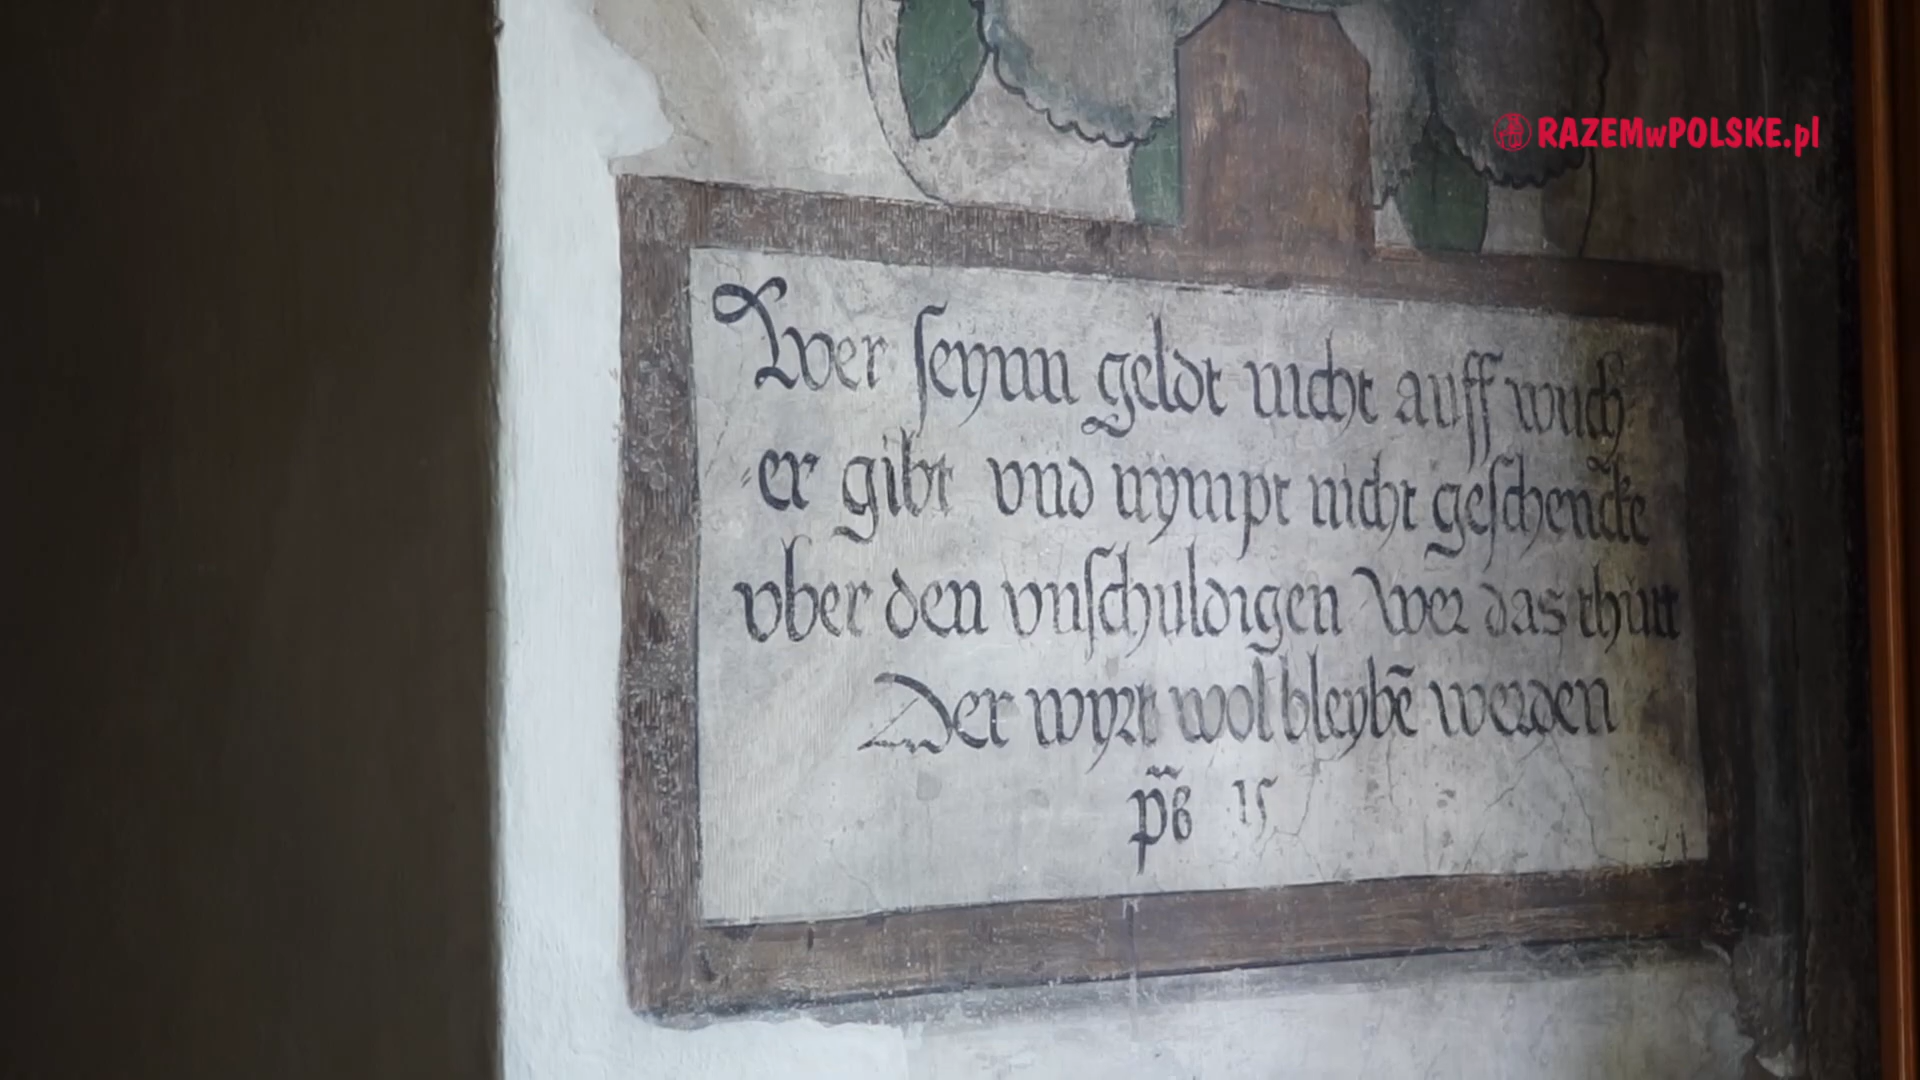 RAZEMwPOLSKE.pl
Wer ſeynn geldt nicht auff wuch
er gibt vnd nympt nicht geſchencke
vber den vnſchuldigen Wer das thutt
Der wyrt wol bleybē werden
ps 15